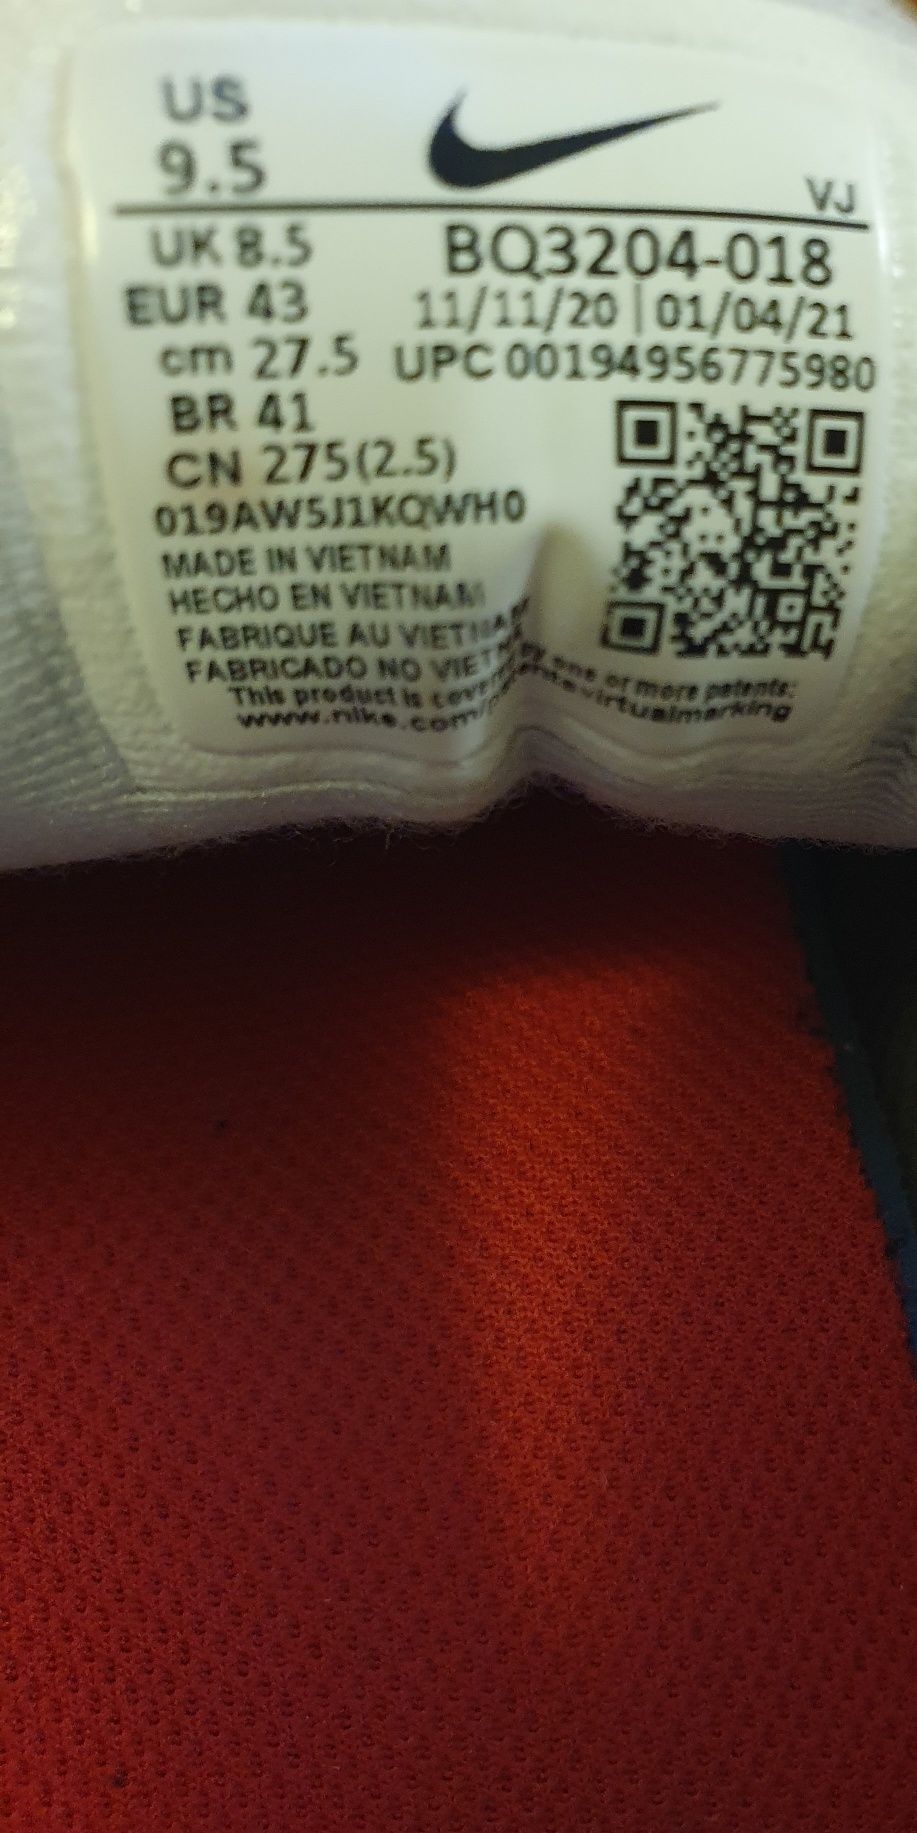 US
9.5
VJ
UK 8.5
BQ3204-018
EUR 43
11/11/20 | 01/04/21
cm 27.5
UPC 00194956775980
BR 41
CN 275(2.5)
019AW5J1KQWH0
MADE IN VIETNAM
HECHO EN VIETNAM
FABRIQUE AU VIETNAM
FABRICADO NO VIETNA
This product is covered by one or more patents:
www.nike.com/